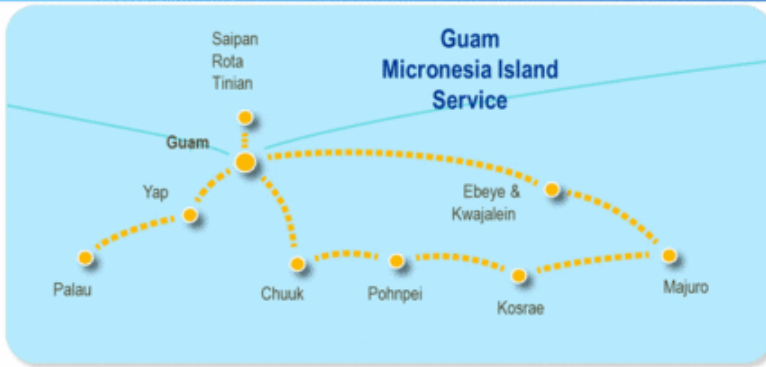 Guam
Micronesia Island
Service
Saipan
Rota
Tinian
Guam
Yap
Ebeye &
Kwajalein
Palau
Chuuk
Pohnpei
Kosrae
Majuro